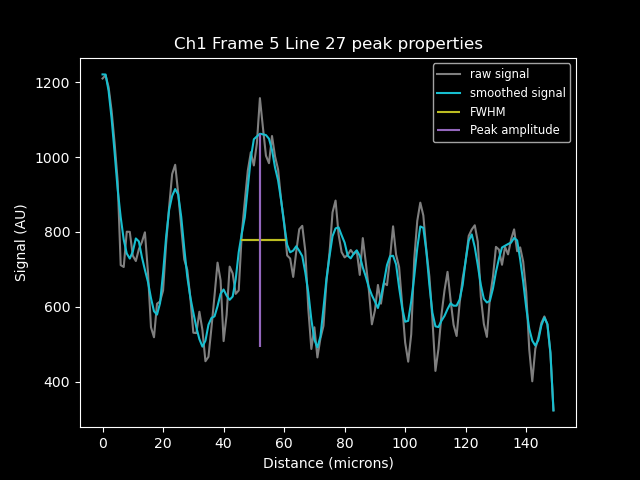 Ch1 Frame 5 Line 27 peak properties
raw signal
smoothed signal
FWHM
Peak amplitude
1200
1000
800
600
400
Signal (AU)
0 20 40 60 80 100 120 140
Distance (microns)